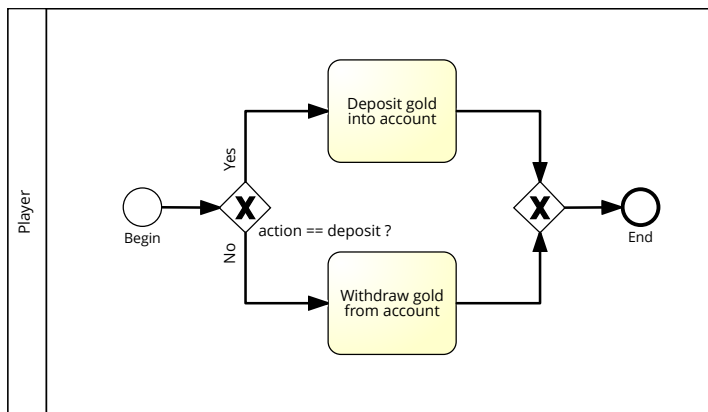 Player
Begin
Yes
No
action == deposit ?
Deposit gold
into account
Withdraw gold
from account
End